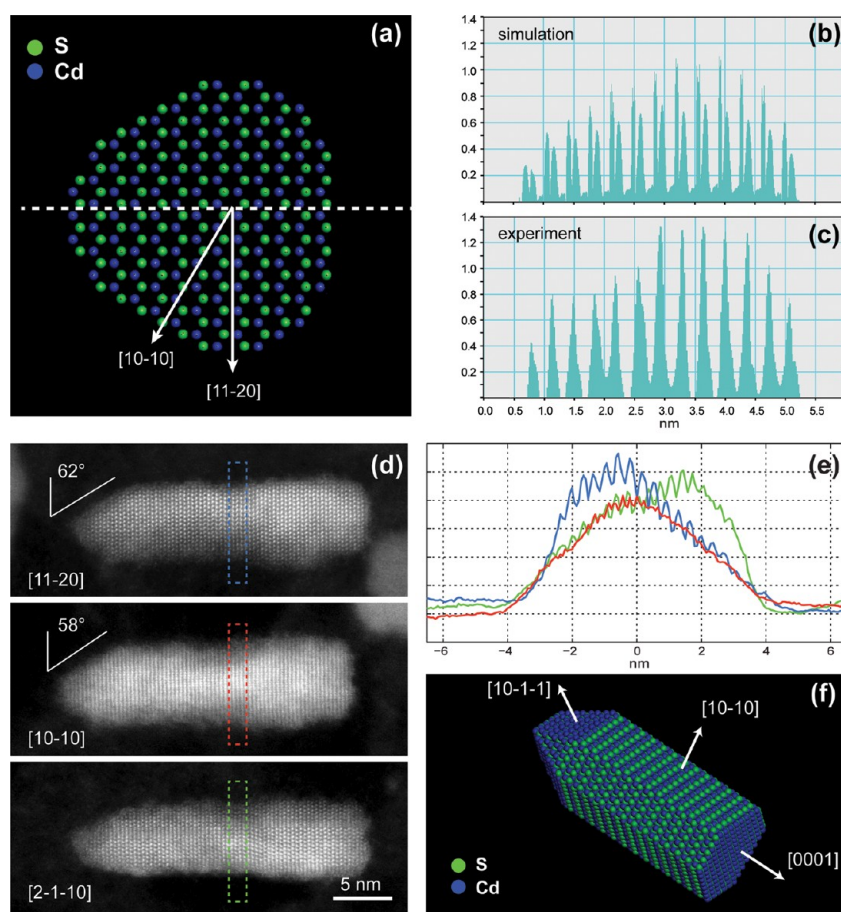 (a)
S
Cd
[10-10]
[11-20]
(b)
simulation
1.4
1.2
1.0
0.8
0.6
0.4
0.2
(c)
experiment
1.4
1.3
1.2
1.0
0.8
0.6
0.4
0.2
0.0 0.5 1.0 1.5 2.0 2.5 3.0 3.5 4.0 4.5 5.0 5.5
nm
(d)
62°
[11-20]
58°
[10-10]
[2-1-10]
5 nm
(e)
−6 −4 −2 0 2 4 6
nm
(f)
[10-1-1]
[10-10]
[0001]
S
Cd